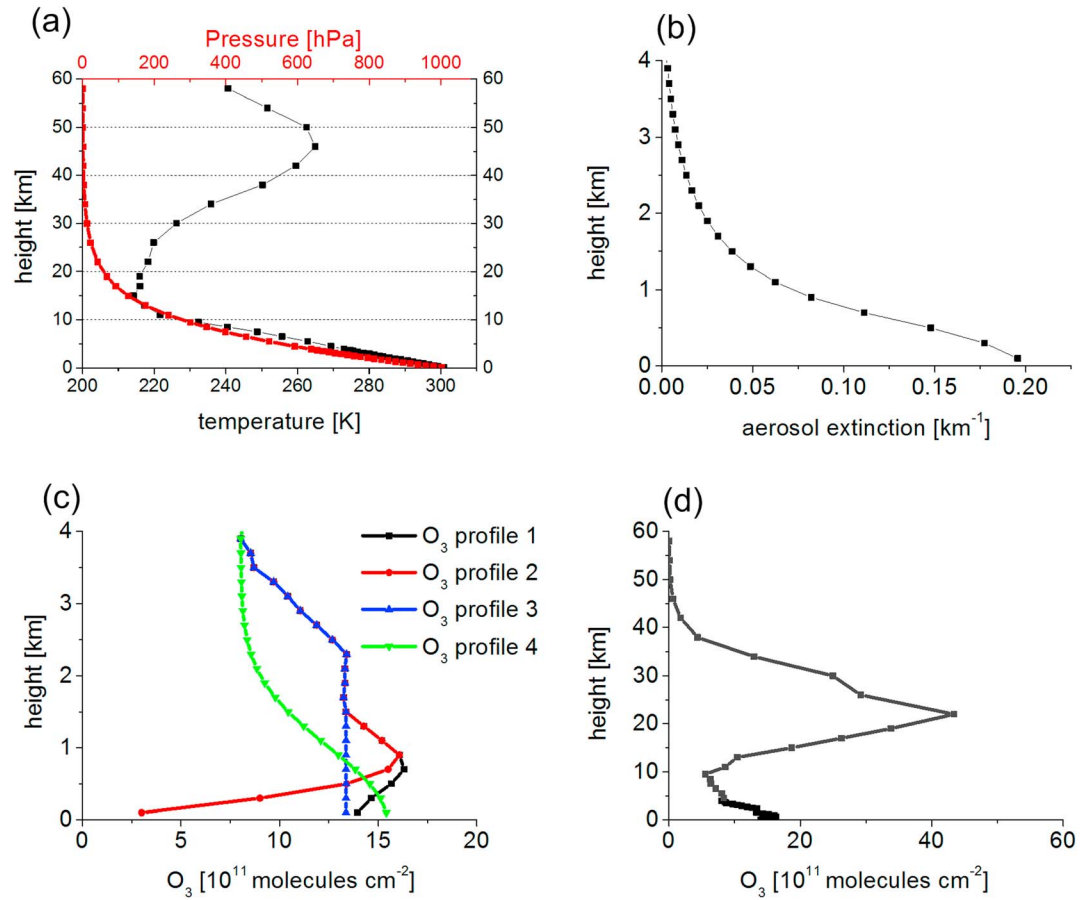 (a)
Pressure [hPa]
0 200 400 600 800 1000
60 60
50 50
40 40
30 30
20 20
10 10
0 0
height [km]
200 220 240 260 280 300
temperature [K]
(b)
4
3
2
1
0
height [km]
0.00 0.05 0.10 0.15 0.20
aerosol extinction [km⁻¹]
(c)
4
3
2
1
0
height [km]
O₃ profile 1
O₃ profile 2
O₃ profile 3
O₃ profile 4
0 5 10 15 20
O₃ [10¹¹ molecules cm⁻²]
(d)
60
50
40
30
20
10
0
height [km]
0 20 40 60
O₃ [10¹¹ molecules cm⁻²]